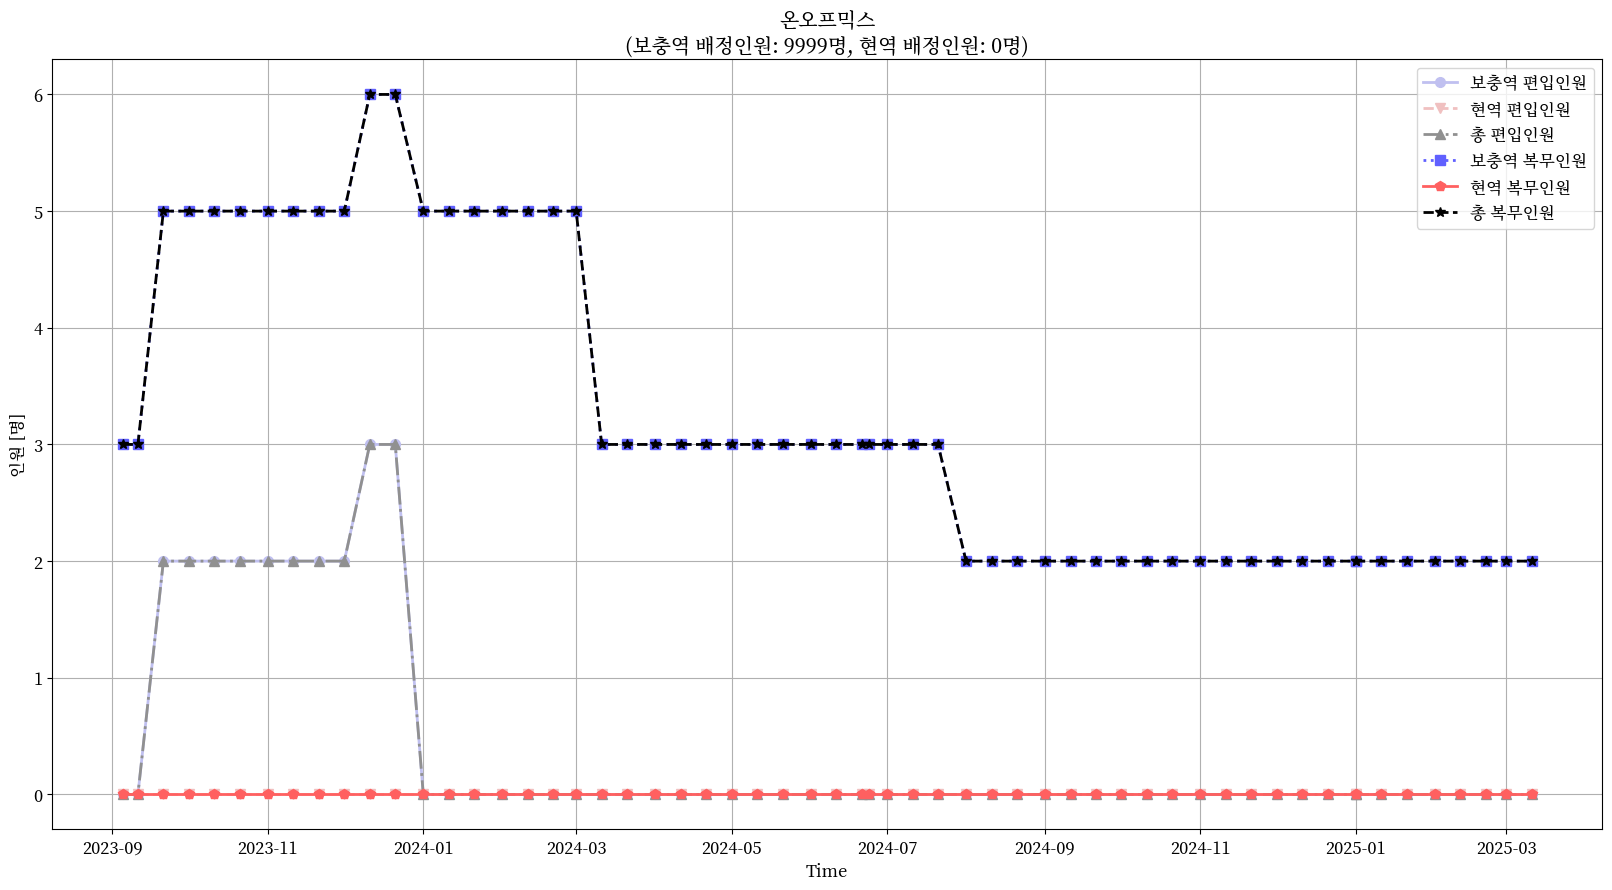 온오프믹스
(보충역 배정인원: 9999명, 현역 배정인원: 0명)
보충역 편입인원
현역 편입인원
총 편입인원
보충역 복무인원
현역 복무인원
총 복무인원
인원 [명]
6
5
4
3
2
1
0
2023-09
2023-11
2024-01
2024-03
2024-05
2024-07
2024-09
2024-11
2025-01
2025-03
Time